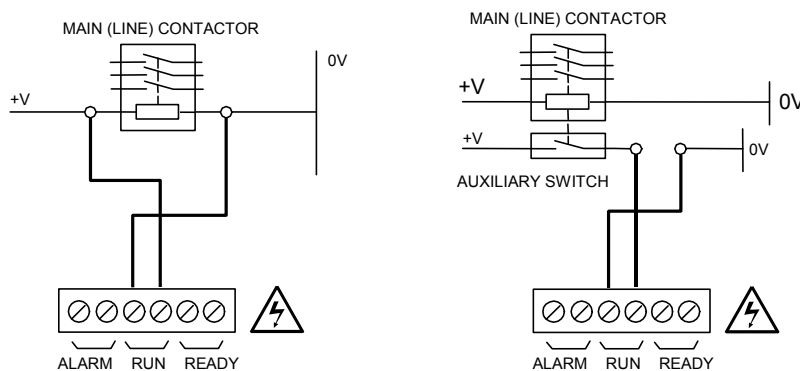 MAIN (LINE) CONTACTOR
+V
0V
ALARM RUN READY
MAIN (LINE) CONTACTOR
+V
0V
+V
0V
AUXILIARY SWITCH
ALARM RUN READY